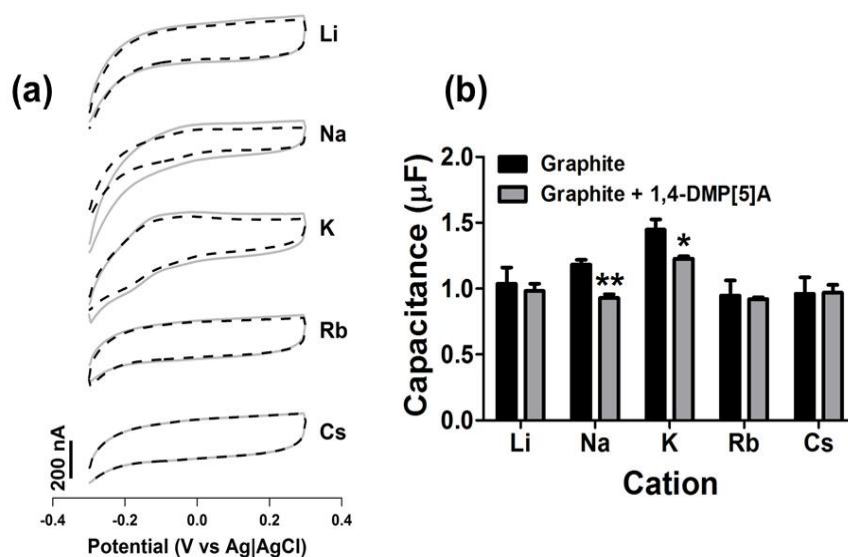 (a)
Li
Na
K
Rb
Cs
200 nA
-0.4 -0.2 0.0 0.2 0.4
Potential (V vs Ag|AgCl)
(b)
Graphite
Graphite + 1,4-DMP[5]A
Capacitance (μF)
2.0
1.5
1.0
0.5
0.0
**
*
Li Na K Rb Cs
Cation